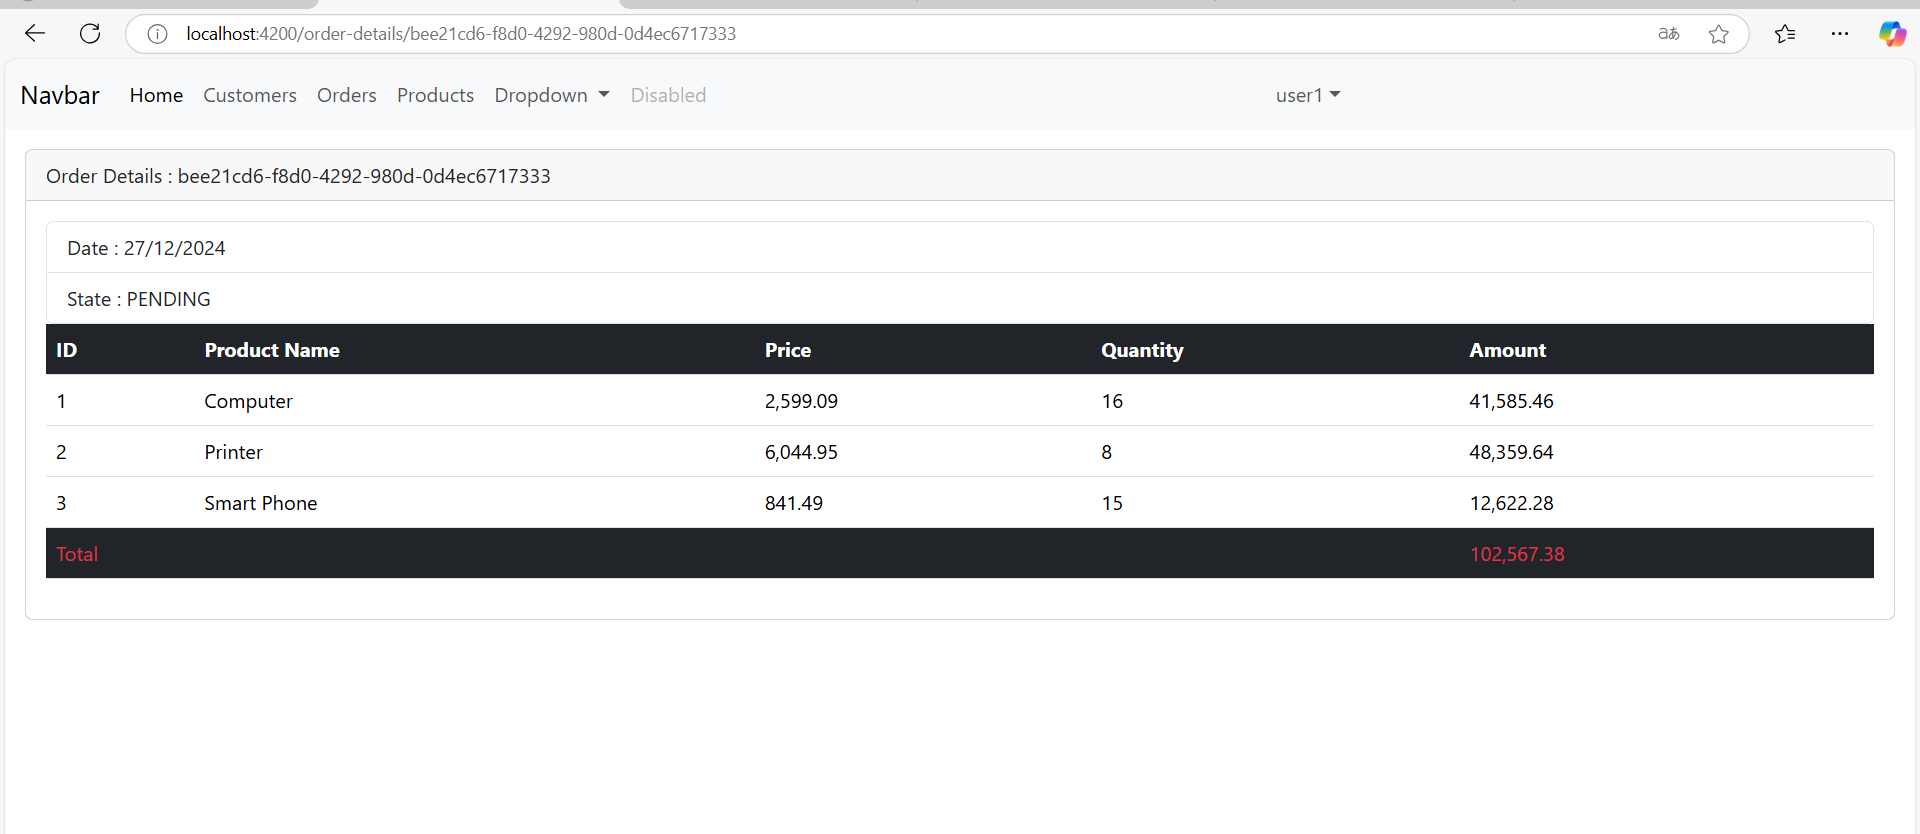 localhost:4200/order-details/bee21cd6-f8d0-4292-980d-0d4ec6717333 aあ
Navbar Home Customers Orders Products Dropdown Disabled user1
Order Details : bee21cd6-f8d0-4292-980d-0d4ec6717333
Date : 27/12/2024
State : PENDING
ID Product Name Price Quantity Amount
1 Computer 2,599.09 16 41,585.46
2 Printer 6,044.95 8 48,359.64
3 Smart Phone 841.49 15 12,622.28
Total 102,567.38